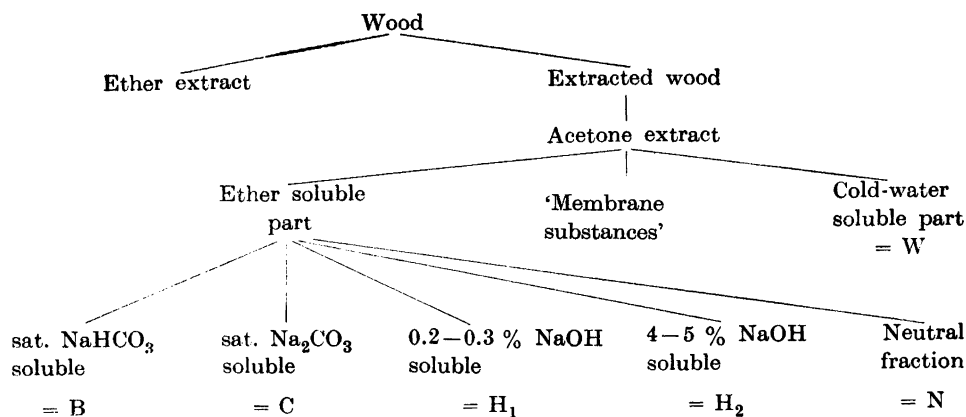 Wood
Ether extract
Extracted wood
Acetone extract
Ether soluble
part
‘Membrane
substances’
Cold-water
soluble part
= W
sat. NaHCO₃
soluble
= B
sat. Na₂CO₃
soluble
= C
0.2–0.3 % NaOH
soluble
= H₁
4–5 % NaOH
soluble
= H₂
Neutral
fraction
= N